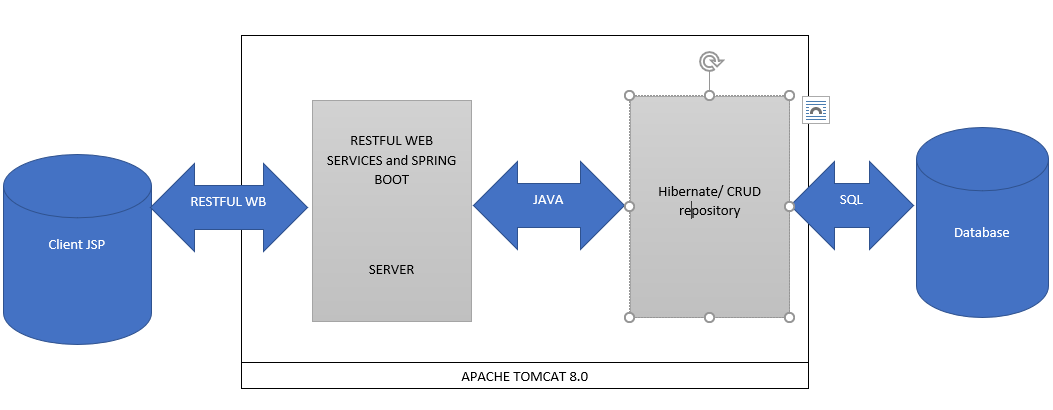 RESTFUL WEB
SERVICES and SPRING
BOOT
SERVER
Client JSP
RESTFUL WB
JAVA
Hibernate/ CRUD
repository
SQL
Database
APACHE TOMCAT 8.0